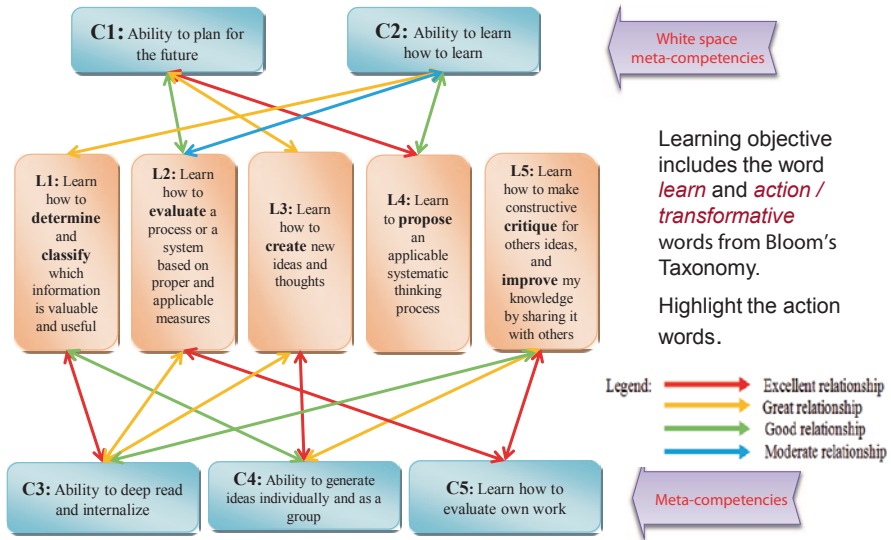 C1: Ability to plan for
the future
C2: Ability to learn
how to learn
White space
meta-competencies
L1: Learn
how to
determine
and
classify
which
information
is valuable
and useful
L2: Learn
how to
evaluate a
process or a
system
based on
proper and
applicable
measures
L3: Learn
how to
create new
ideas and
thoughts
L4: Learn
to propose
an
applicable
systematic
thinking
process
L5: Learn
how to make
constructive
critique for
others ideas,
and
improve my
knowledge
by sharing it
with others
Learning objective
includes the word
learn and action /
transformative
words from Bloom's
Taxonomy.
Highlight the action
words.
Legend:
Excellent relationship
Great relationship
Good relationship
Moderate relationship
C3: Ability to deep read
and internalize
C4: Ability to generate
ideas individually and as a
group
C5: Learn how to
evaluate own work
Meta-competencies